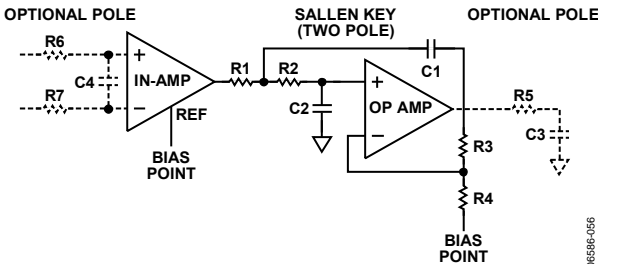 OPTIONAL POLE
SALLEN KEY
(TWO POLE)
OPTIONAL POLE
R6
C4
R7
+
IN-AMP
−
REF
BIAS
POINT
R1
R2
C2
C1
+
OP AMP
−
R5
C3
R3
R4
BIAS
POINT
06586-056